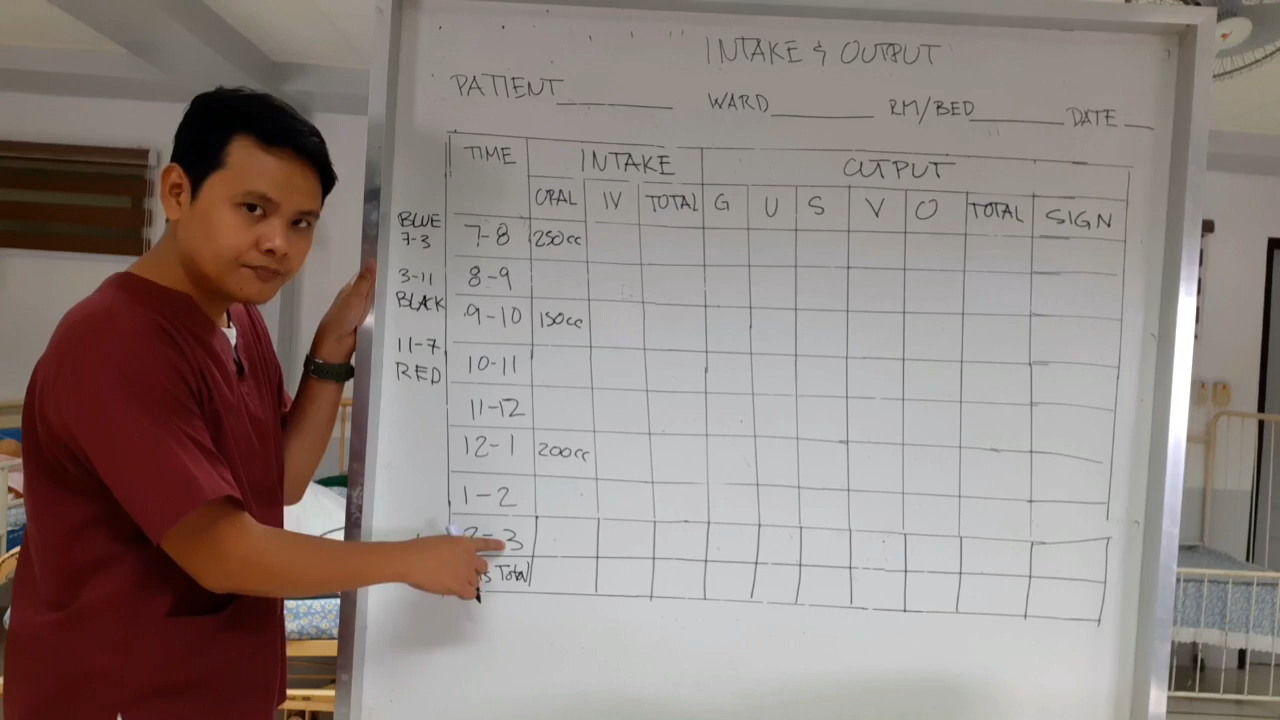 INTAKE & OUTPUT
PATIENT WARD RM/BED DATE
TIME INTAKE OUTPUT
ORAL IV TOTAL G U S V O TOTAL SIGN
BLUE
7-3
3-11
BLACK
11-7
RED
7-8 250cc
8-9
9-10 150cc
10-11
11-12
12-1 200cc
1-2
2-3
Total